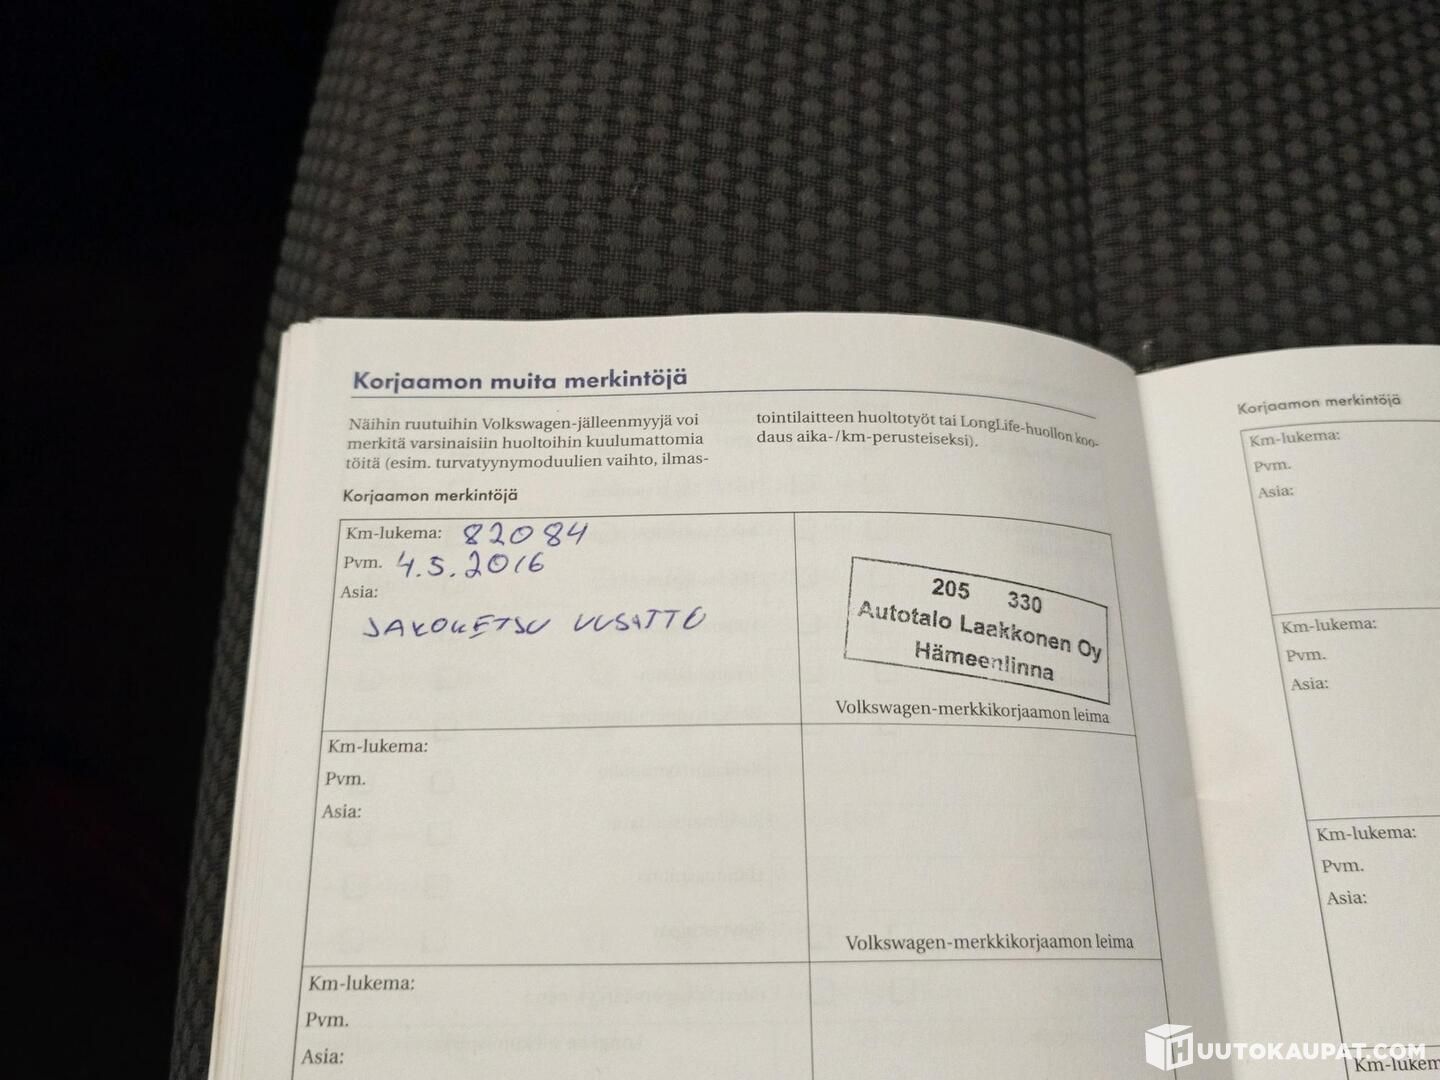 Korjaamon muita merkintöjä
Näihin ruutuihin Volkswagen-jälleenmyyjä voi
merkitä varsinaisiin huoltoihin kuulumattomia
töitä (esim. turvatyynymoduulien vaihto, ilmas-
tointilaitteen huoltotyöt tai LongLife-huollon koo-
daus aika-/km-perusteiseksi).
Korjaamon merkintöjä
Km-lukema: 82084
Pvm. 4.5.2016
Asia:
JAKOKETSU UUSITTU
205 330
Autotalo Laakkonen Oy
Hämeenlinna
Volkswagen-merkkikorjaamon leima
Km-lukema:
Pvm.
Asia:
Volkswagen-merkkikorjaamon leima
Km-lukema:
Pvm.
Asia:
Korjaamon merkintöjä
Km-lukema:
Pvm.
Asia:
Km-lukema:
Pvm.
Asia:
Km-lukema:
Pvm.
Asia:
HUUTOKAUPAT.COM